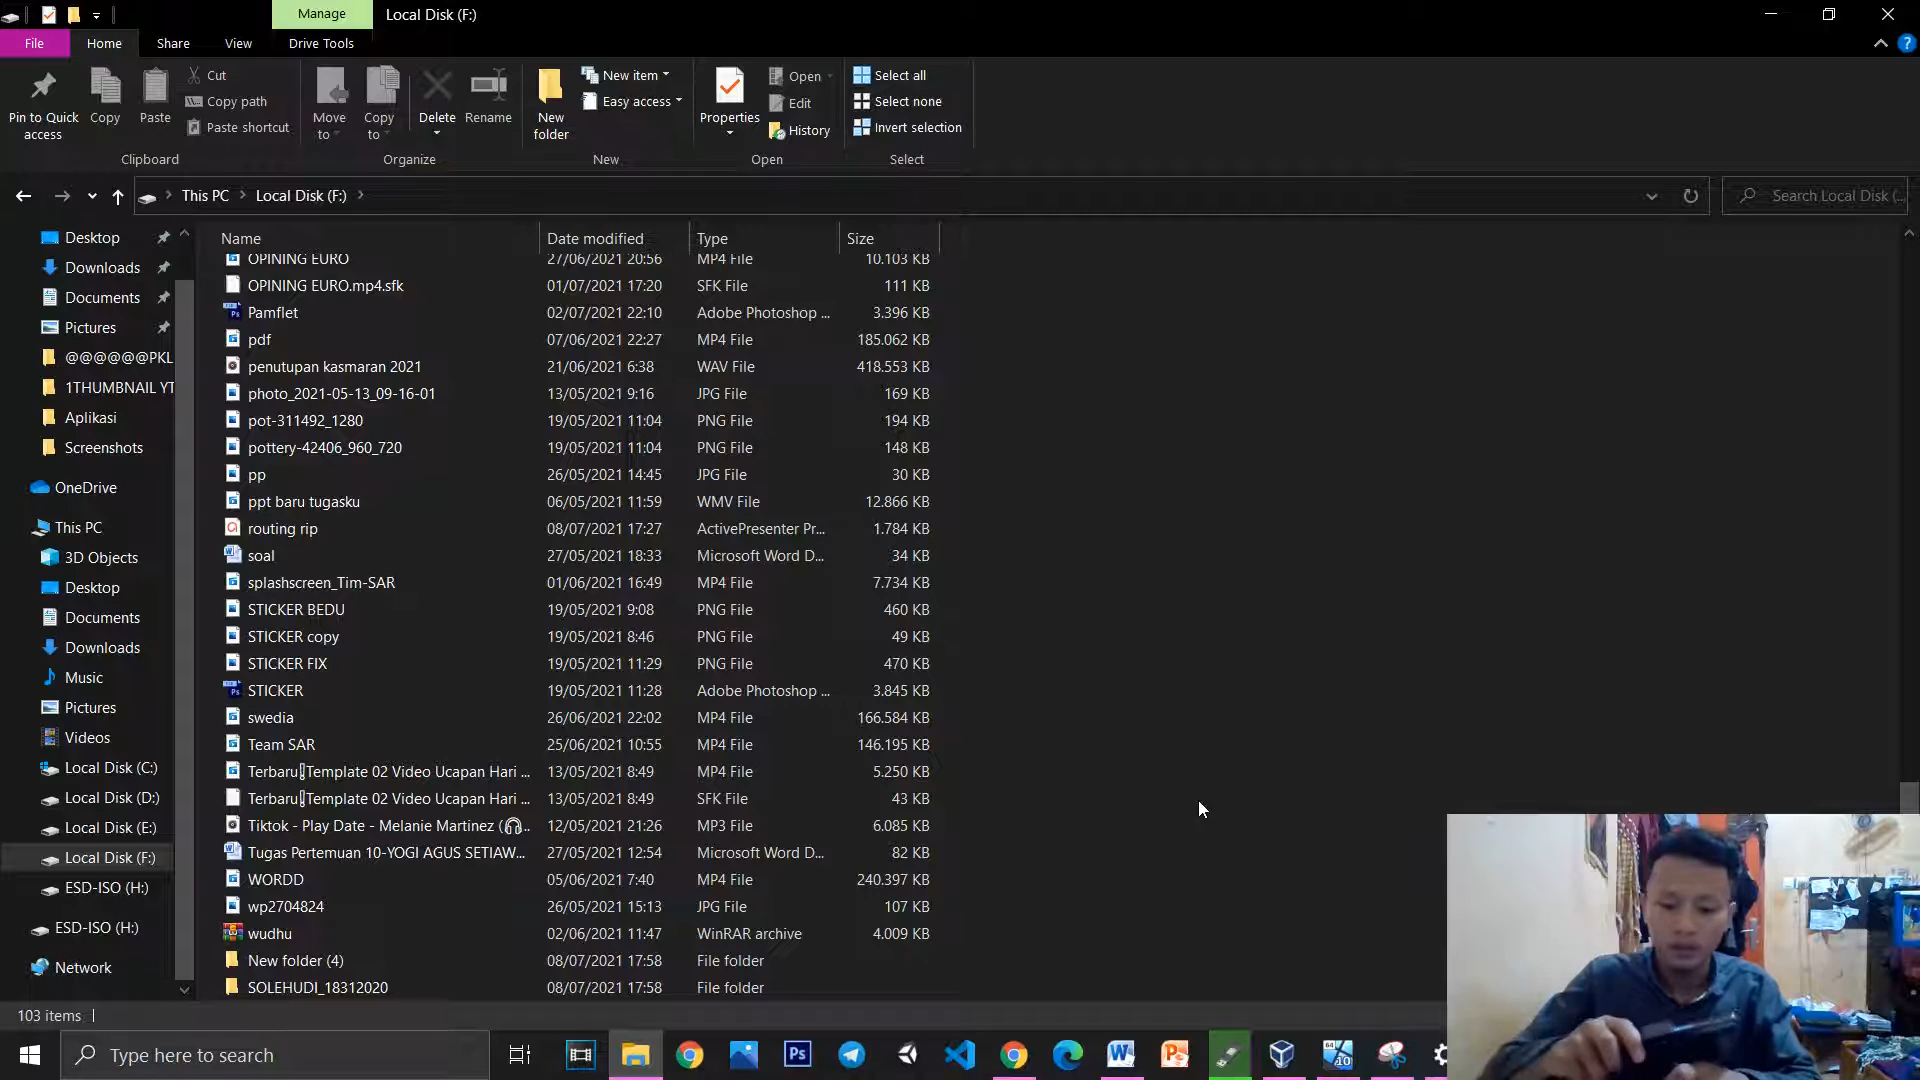 Manage
Local Disk (F:)
File
Home
Share
View
Drive Tools
Pin to Quick access
Copy
Paste
Cut
Copy path
Paste shortcut
Clipboard
Move to
Copy to
Delete
Rename
Organize
New folder
New item
Easy access
New
Properties
Open
Edit
History
Open
Select all
Select none
Invert selection
Select
This PC
Local Disk (F:)
Search Local Disk (...
Name Date modified Type Size
OPINING EURO 27/06/2021 20:56 MP4 File 10.103 KB
OPINING EURO.mp4.sfk 01/07/2021 17:20 SFK File 111 KB
Pamflet 02/07/2021 22:10 Adobe Photoshop ... 3.396 KB
pdf 07/06/2021 22:27 MP4 File 185.062 KB
penutupan kasmaran 2021 21/06/2021 6:38 WAV File 418.553 KB
photo_2021-05-13_09-16-01 13/05/2021 9:16 JPG File 169 KB
pot-311492_1280 19/05/2021 11:04 PNG File 194 KB
pottery-42406_960_720 19/05/2021 11:04 PNG File 148 KB
pp 26/05/2021 14:45 JPG File 30 KB
ppt baru tugasku 06/05/2021 11:59 WMV File 12.866 KB
routing rip 08/07/2021 17:27 ActivePresenter Pr... 1.784 KB
soal 27/05/2021 18:33 Microsoft Word D... 34 KB
splashscreen_Tim-SAR 01/06/2021 16:49 MP4 File 7.734 KB
STICKER BEDU 19/05/2021 9:08 PNG File 460 KB
STICKER copy 19/05/2021 8:46 PNG File 49 KB
STICKER FIX 19/05/2021 11:29 PNG File 470 KB
STICKER 19/05/2021 11:28 Adobe Photoshop ... 3.845 KB
swedia 26/06/2021 22:02 MP4 File 166.584 KB
Team SAR 25/06/2021 10:55 MP4 File 146.195 KB
Terbaru Template 02 Video Ucapan Hari ... 13/05/2021 8:49 MP4 File 5.250 KB
Terbaru Template 02 Video Ucapan Hari ... 13/05/2021 8:49 SFK File 43 KB
Tiktok - Play Date - Melanie Martinez (🎧... 12/05/2021 21:26 MP3 File 6.085 KB
Tugas Pertemuan 10-YOGI AGUS SETIAW... 27/05/2021 12:54 Microsoft Word D... 82 KB
WORDD 05/06/2021 7:40 MP4 File 240.397 KB
wp2704824 26/05/2021 15:13 JPG File 107 KB
wudhu 02/06/2021 11:47 WinRAR archive 4.009 KB
New folder (4) 08/07/2021 17:58 File folder
SOLEHUDI_18312020 08/07/2021 17:58 File folder
Desktop
Downloads
Documents
Pictures
@@@@@@PKL
1THUMBNAIL YT
Aplikasi
Screenshots
OneDrive
This PC
3D Objects
Desktop
Documents
Downloads
Music
Pictures
Videos
Local Disk (C:)
Local Disk (D:)
Local Disk (E:)
Local Disk (F:)
ESD-ISO (H:)
ESD-ISO (H:)
Network
103 items
Type here to search
Ps